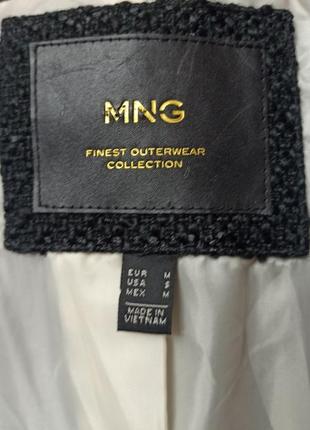 MNG
FINEST OUTERWEAR
COLLECTION
EUR M
USA S
MEX M
MADE IN
VIETNAM